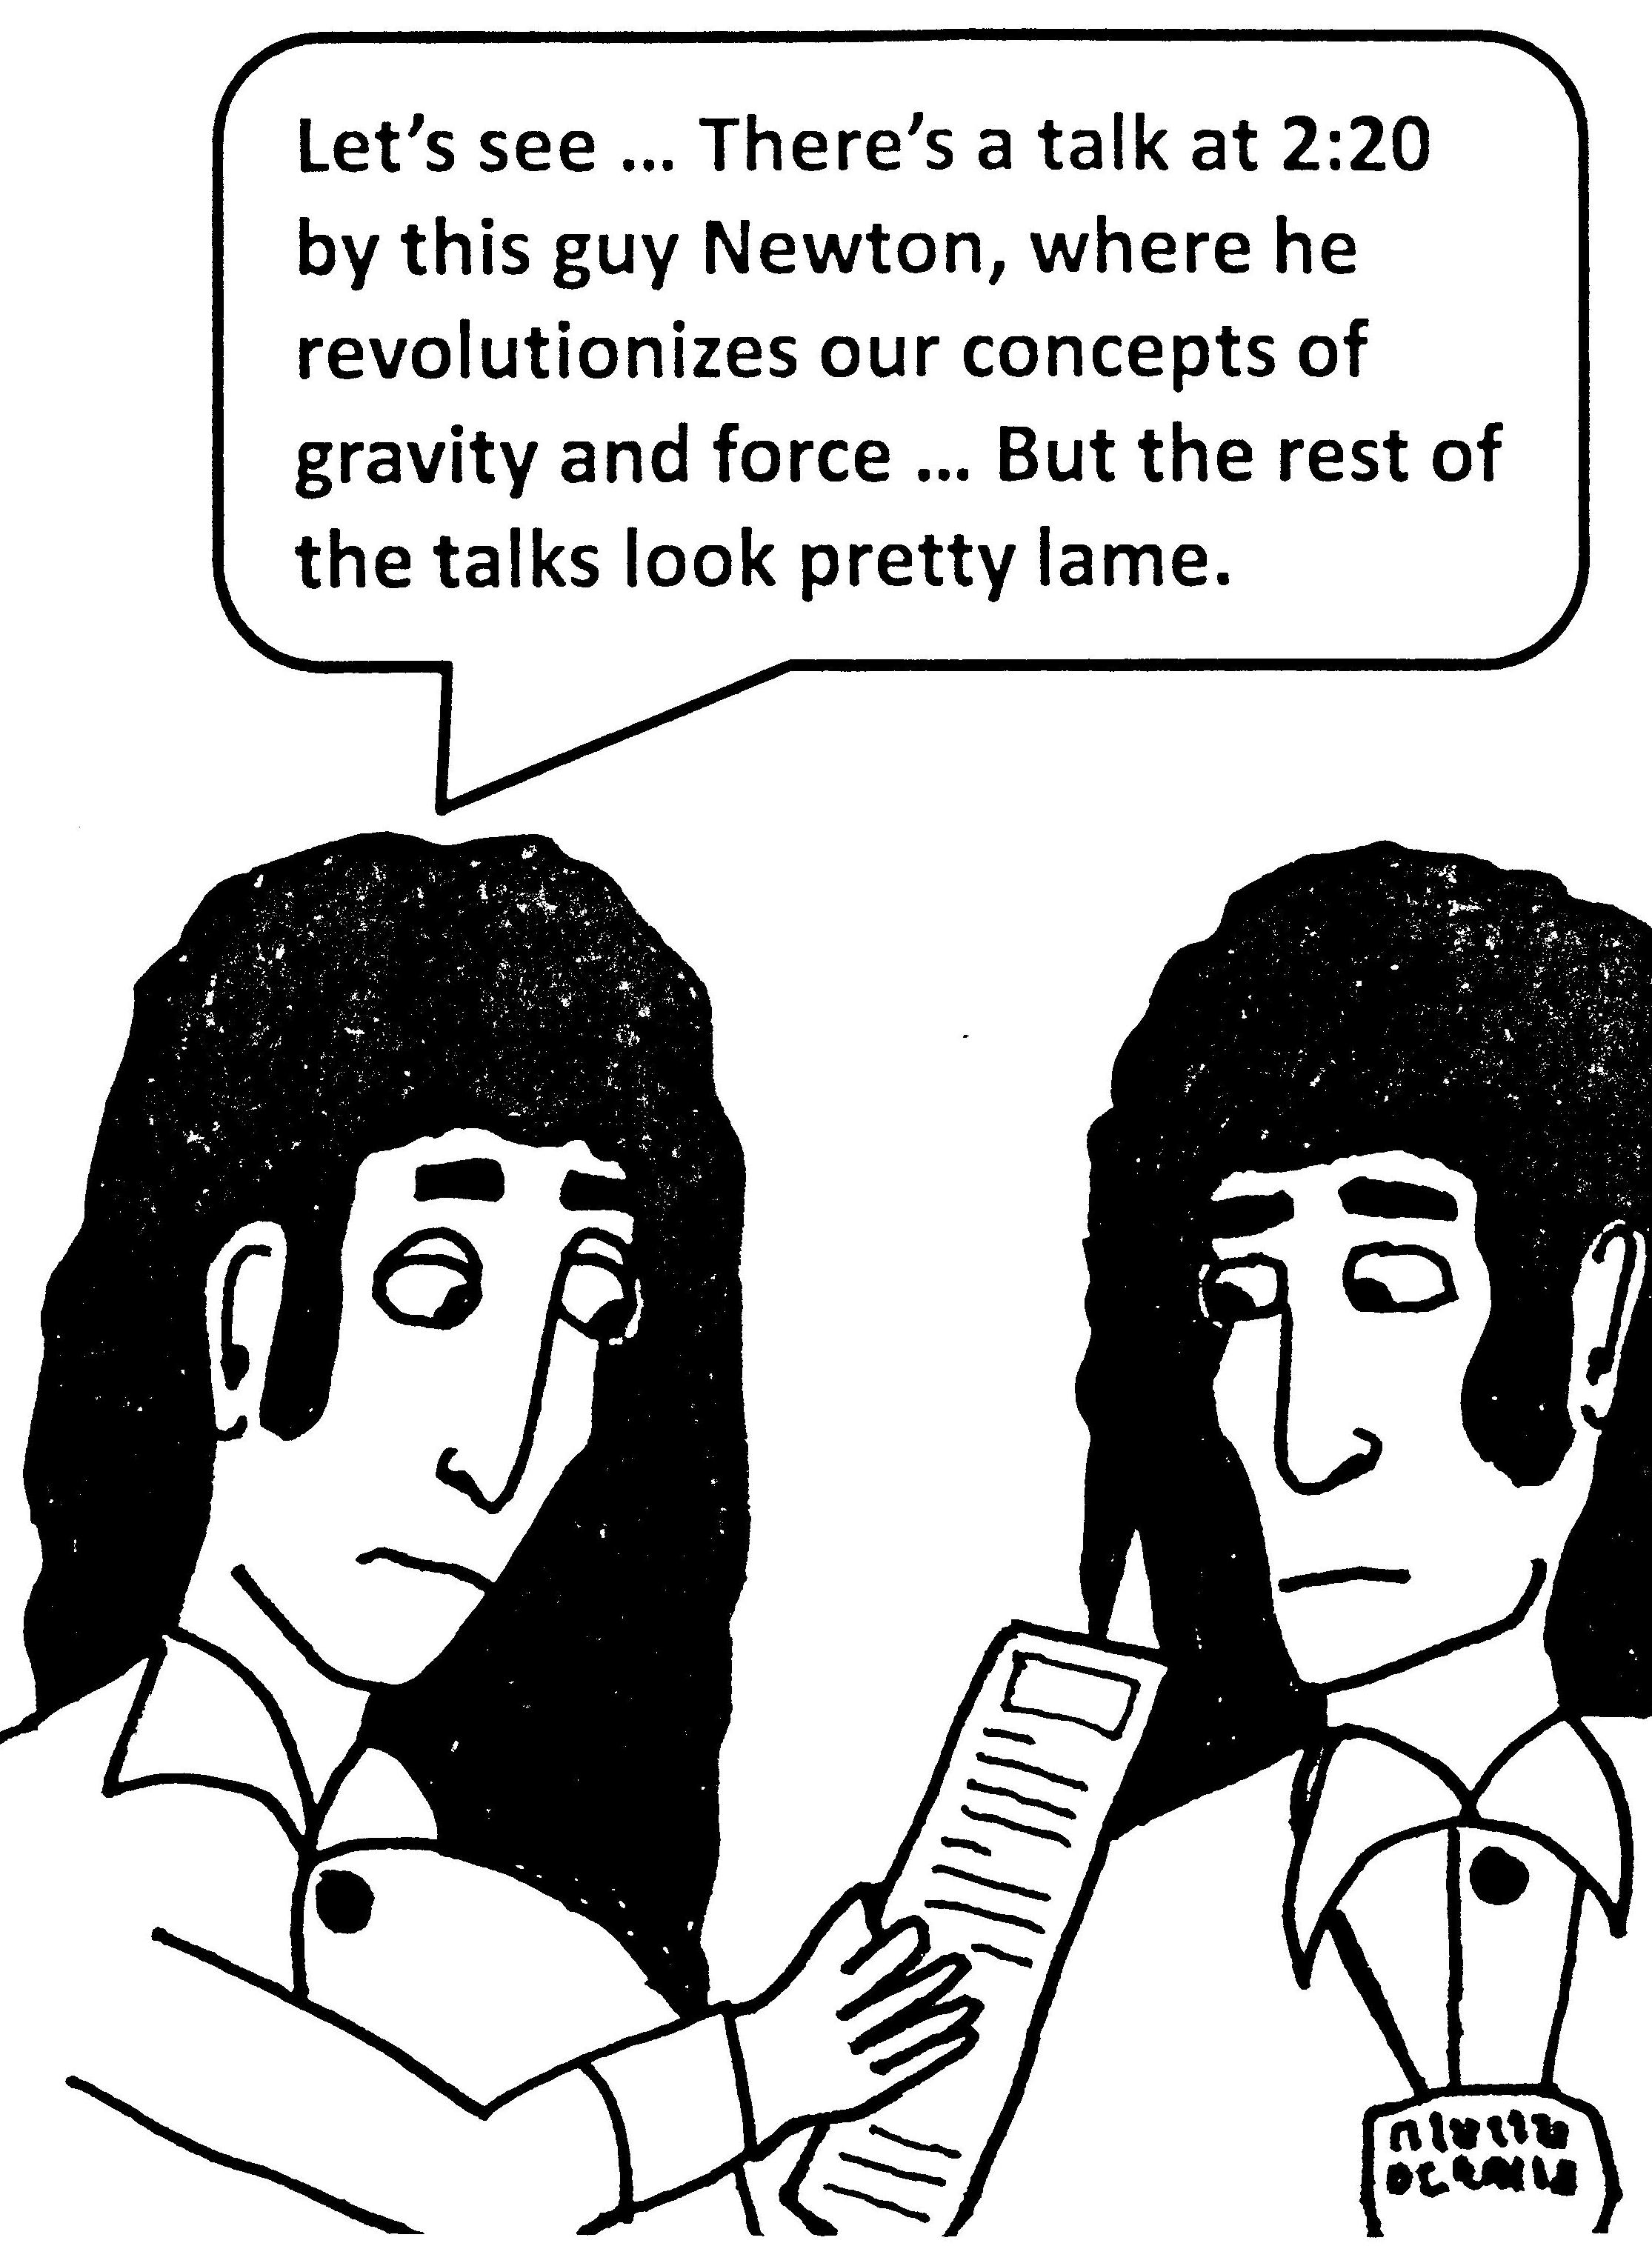 Let's see ... There's a talk at 2:20
by this guy Newton, where he
revolutionizes our concepts of
gravity and force ... But the rest of
the talks look pretty lame.